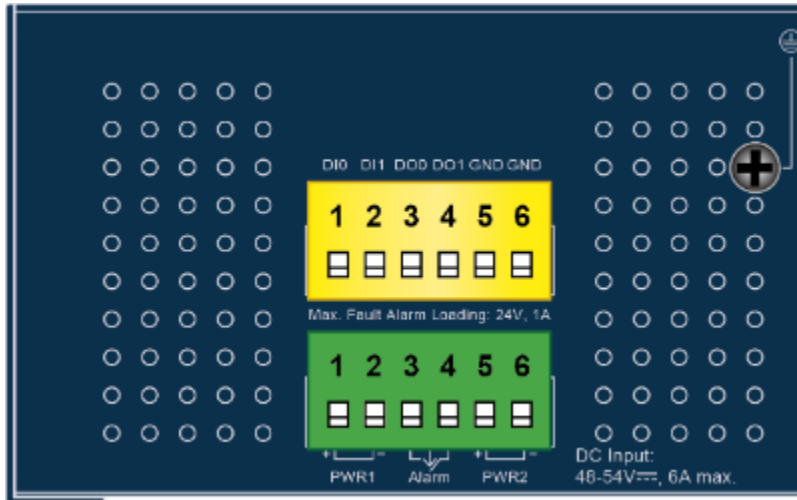 DI0 DI1 DO0 DO1 GND GND
1 2 3 4 5 6
Max. Fault Alarm Loading: 24V, 1A
1 2 3 4 5 6
+ − + −
PWR1 Alarm PWR2
DC Input:
48-54V⎓, 6A max.